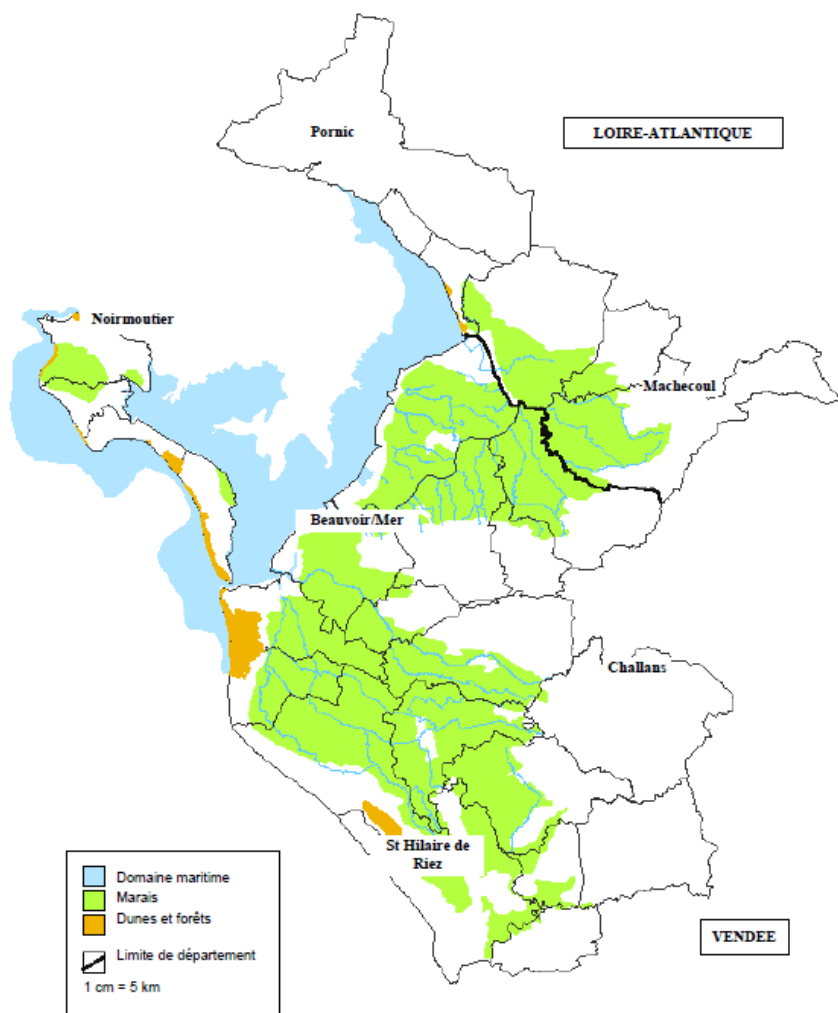 Pornic
LOIRE-ATLANTIQUE
Noirmoutier
Machecoul
Beauvoir/Mer
Challans
St Hilaire de
Riez
VENDEE
Domaine maritime
Marais
Dunes et forêts
Limite de département
1 cm = 5 km